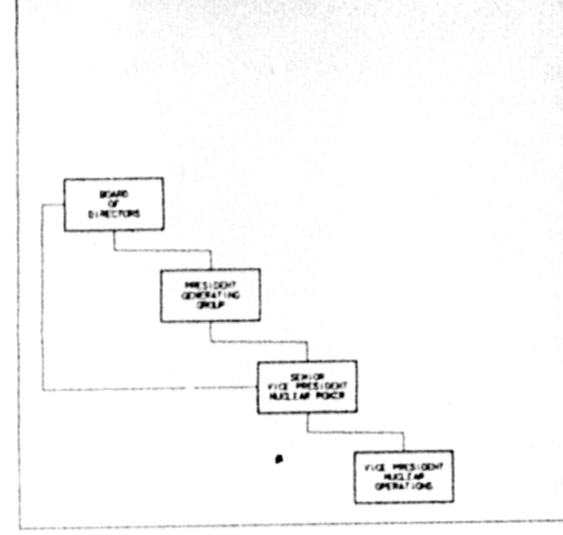 BOARD
OF
DIRECTORS
PRESIDENT
GENERATING
GROUP
SENIOR
VICE PRESIDENT
NUCLEAR POWER
VICE PRESIDENT
NUCLEAR
OPERATIONS